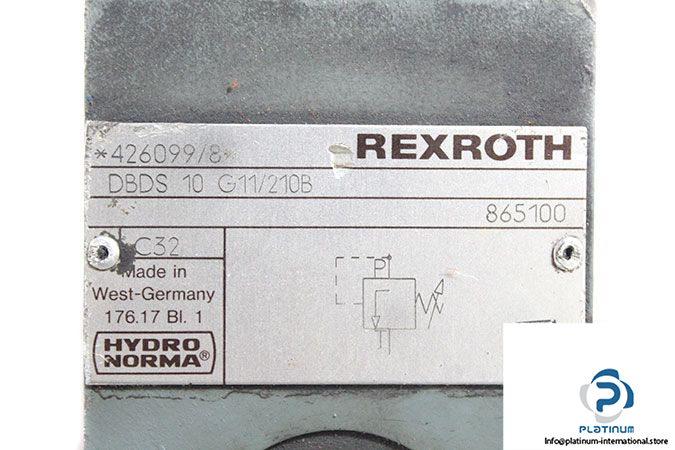 *426099/8*
REXROTH
DBDS 10 G11/210B
865100
C32
Made in
West-Germany
176.17 Bl. 1
HYDRO
NORMA®
P
PLATINUM
Info@platinum-international.store